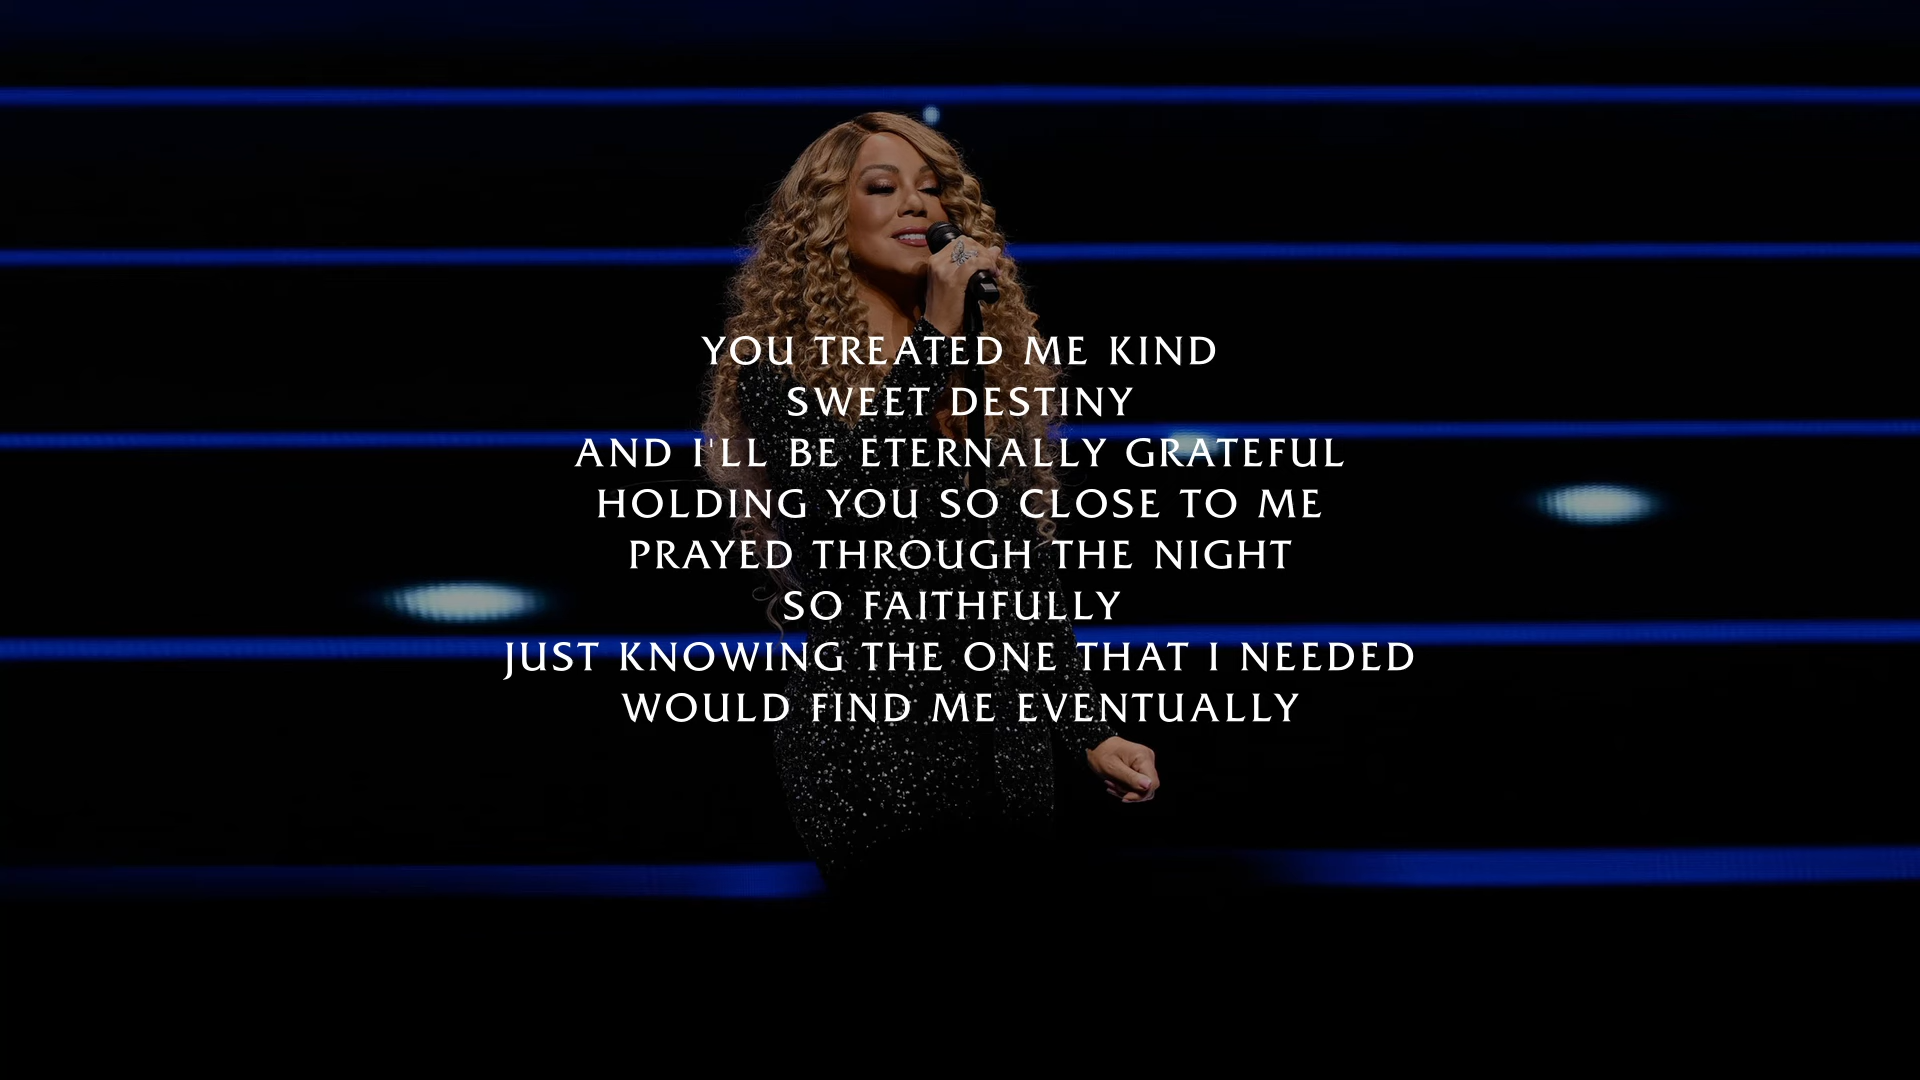 YOU TREATED ME KIND
SWEET DESTINY
AND I'LL BE ETERNALLY GRATEFUL
HOLDING YOU SO CLOSE TO ME
PRAYED THROUGH THE NIGHT
SO FAITHFULLY
JUST KNOWING THE ONE THAT I NEEDED
WOULD FIND ME EVENTUALLY